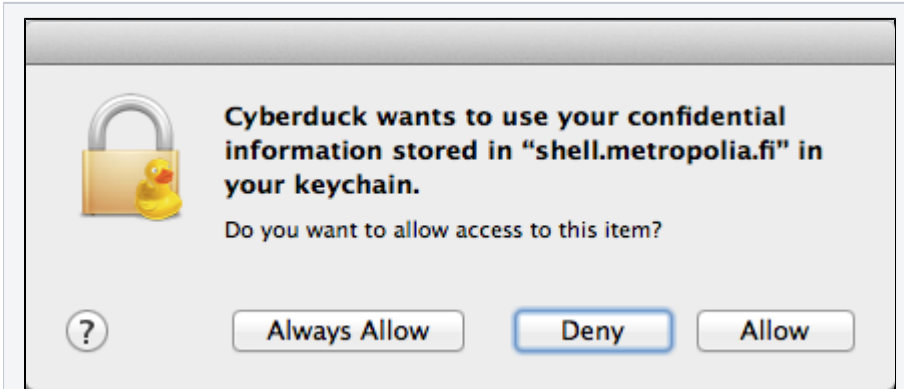 Cyberduck wants to use your confidential
information stored in “shell.metropolia.fi” in
your keychain.
Do you want to allow access to this item?
?
Always Allow
Deny
Allow